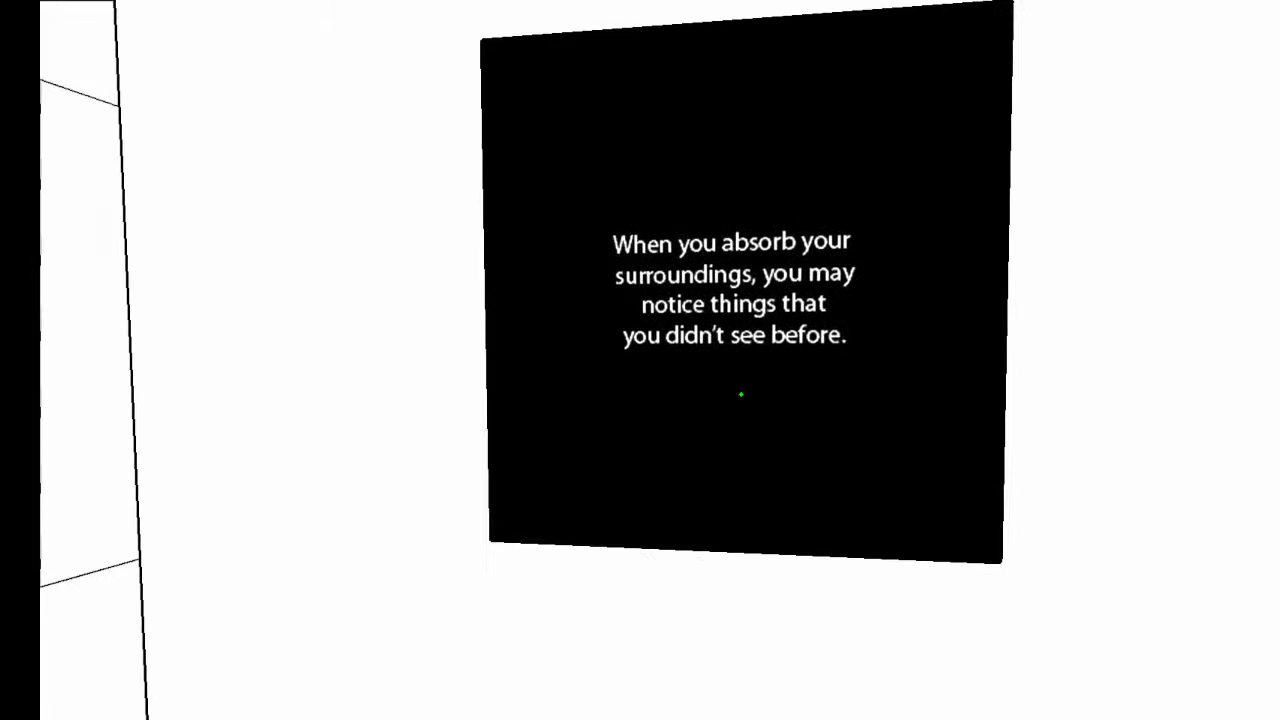 When you absorb your
surroundings, you may
notice things that
you didn't see before.